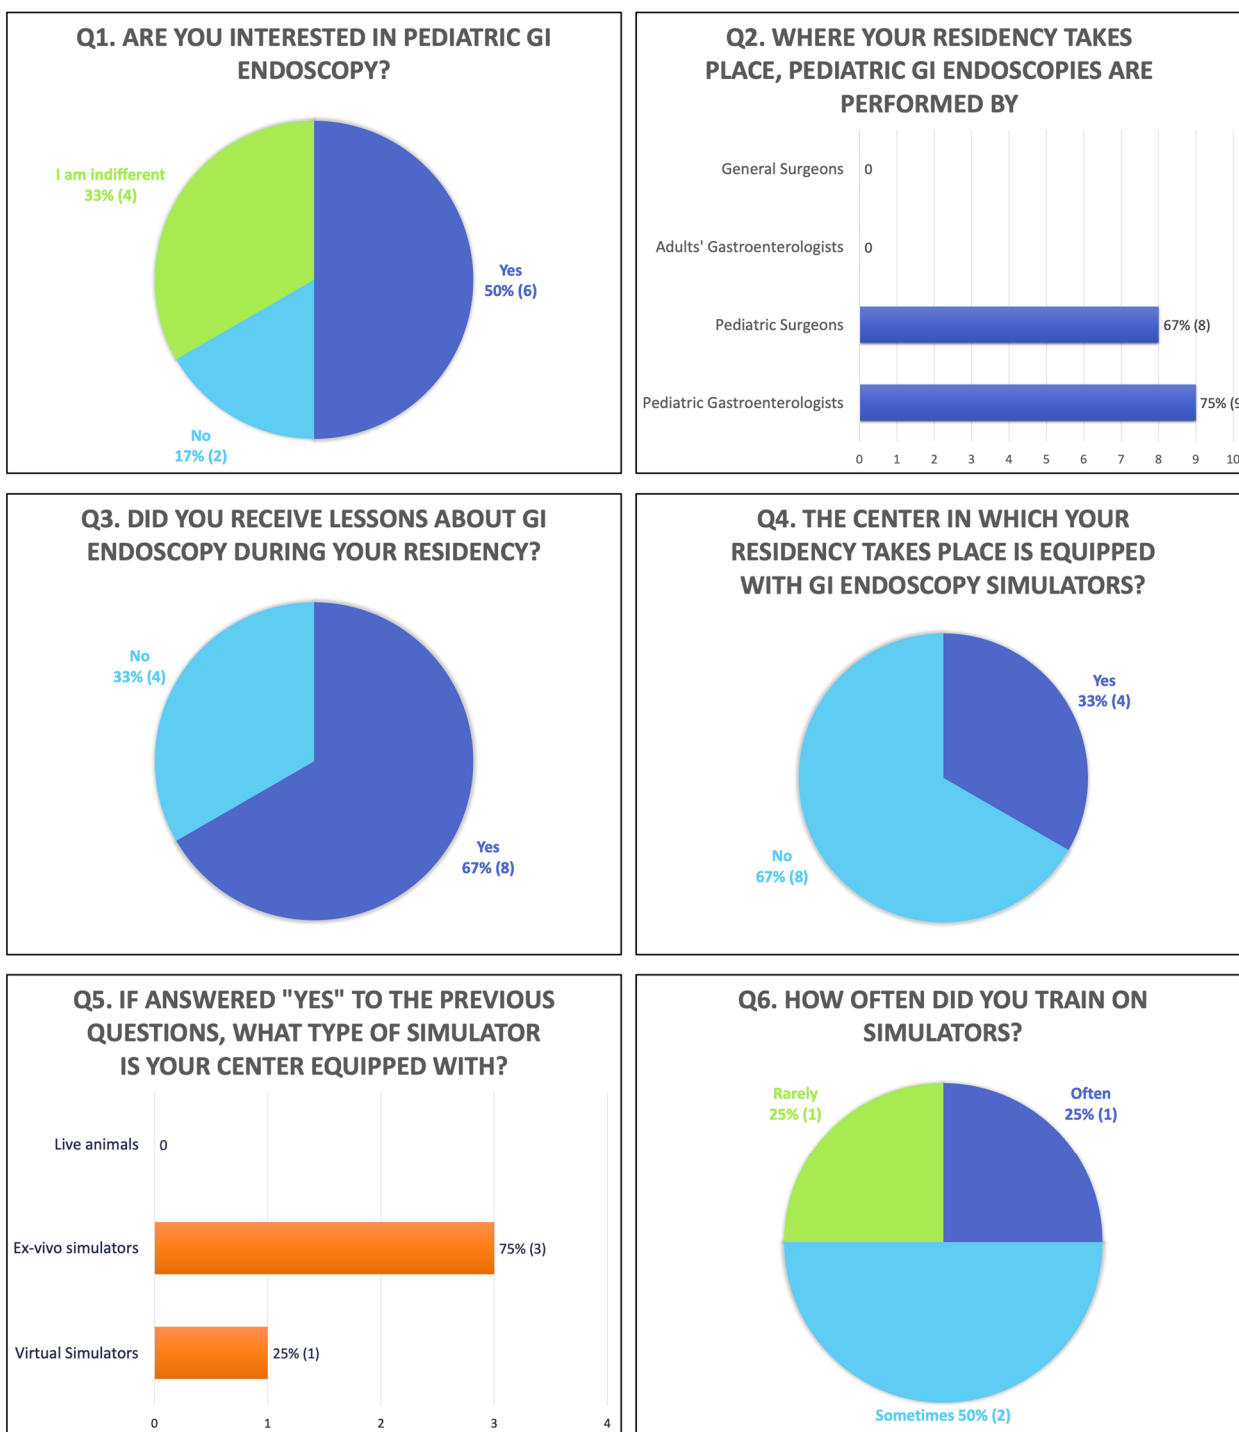 Q1. ARE YOU INTERESTED IN PEDIATRIC GI
ENDOSCOPY?
I am indifferent
33% (4)
Yes
50% (6)
No
17% (2)
Q2. WHERE YOUR RESIDENCY TAKES
PLACE, PEDIATRIC GI ENDOSCOPIES ARE
PERFORMED BY
General Surgeons 0
Adults' Gastroenterologists 0
Pediatric Surgeons 67% (8)
Pediatric Gastroenterologists 75% (9
0 1 2 3 4 5 6 7 8 9 10
Q3. DID YOU RECEIVE LESSONS ABOUT GI
ENDOSCOPY DURING YOUR RESIDENCY?
No
33% (4)
Yes
67% (8)
Q4. THE CENTER IN WHICH YOUR
RESIDENCY TAKES PLACE IS EQUIPPED
WITH GI ENDOSCOPY SIMULATORS?
Yes
33% (4)
No
67% (8)
Q5. IF ANSWERED "YES" TO THE PREVIOUS
QUESTIONS, WHAT TYPE OF SIMULATOR
IS YOUR CENTER EQUIPPED WITH?
Live animals 0
Ex-vivo simulators 75% (3)
Virtual Simulators 25% (1)
0 1 2 3 4
Q6. HOW OFTEN DID YOU TRAIN ON
SIMULATORS?
Rarely
25% (1)
Often
25% (1)
Sometimes 50% (2)